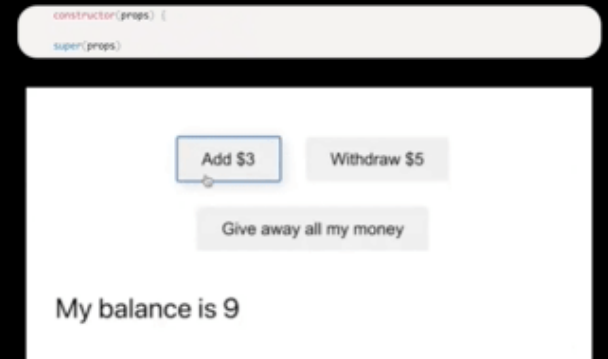 constructor(props) {
super(props)
Add $3
Withdraw $5
Give away all my money
My balance is 9